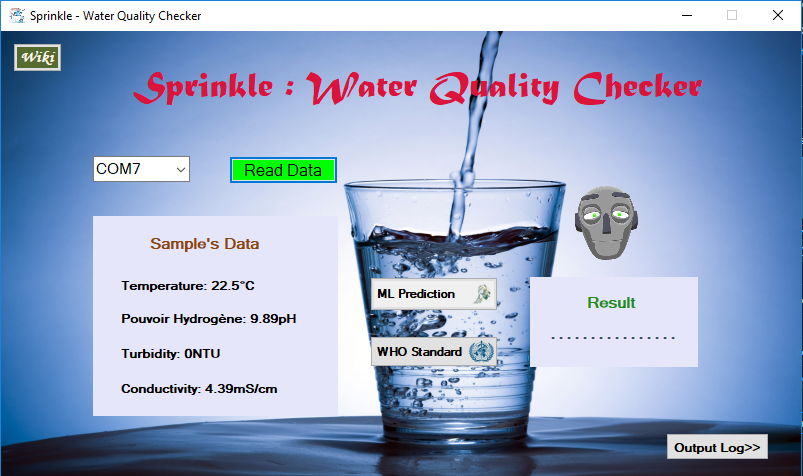 Sprinkle - Water Quality Checker
Wiki
Sprinkle : Water Quality Checker
COM7
Read Data
Sample's Data
Temperature: 22.5°C
Pouvoir Hydrogène: 9.89pH
Turbidity: 0NTU
Conductivity: 4.39mS/cm
ML Prediction
WHO Standard
Result
- - - - - - - - - - - - - - - -
Output Log>>